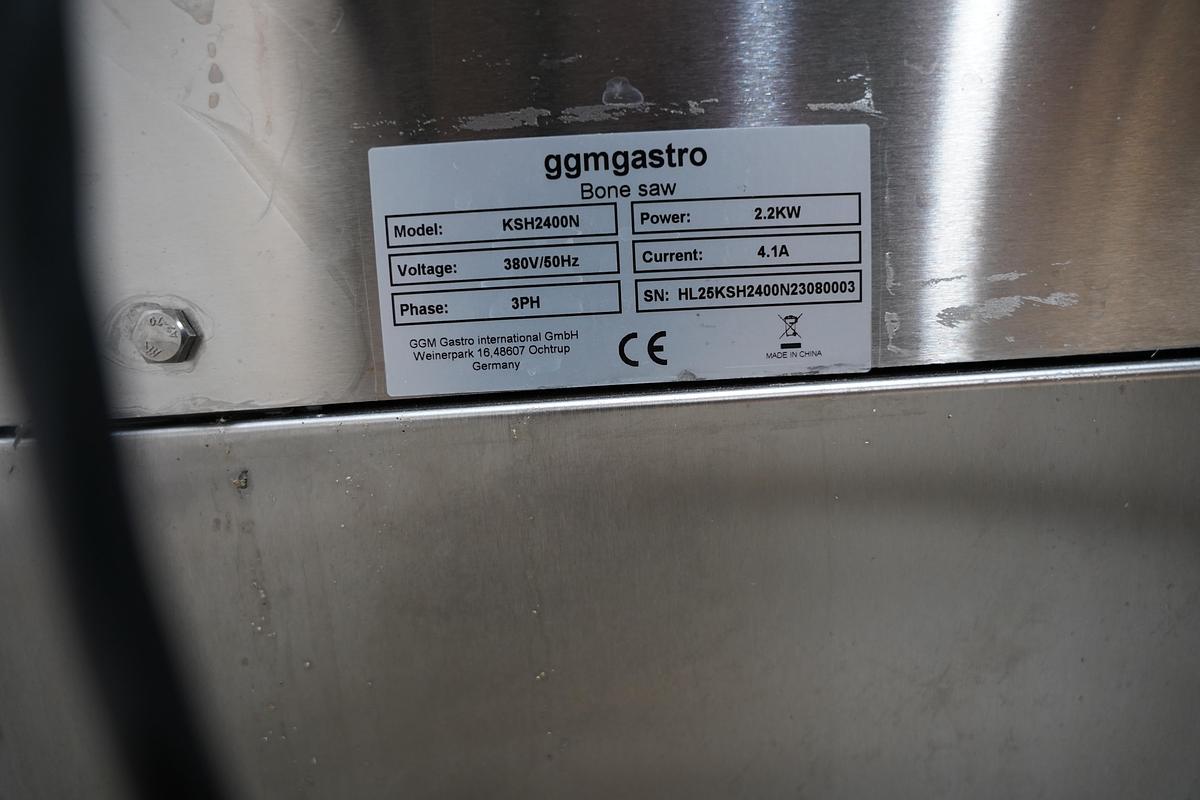 ggmgastro
Bone saw
Model: KSH2400N
Power: 2.2KW
Voltage: 380V/50Hz
Current: 4.1A
Phase: 3PH
SN: HL25KSH2400N23080003
GGM Gastro international GmbH
Weinerpark 16,48607 Ochtrup
Germany
CE
MADE IN CHINA